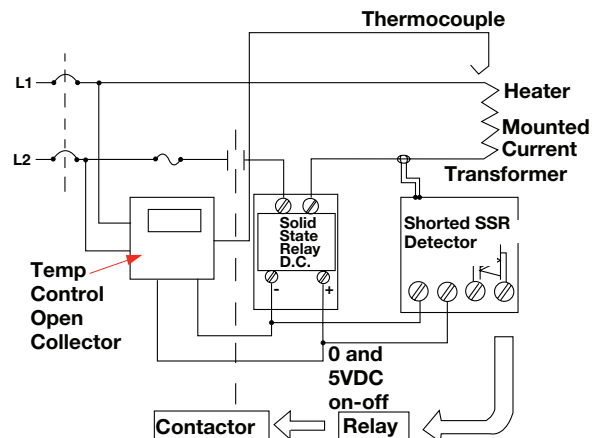 Thermocouple
L1
Heater
Mounted
Current
Transformer
L2
Solid
State
Relay
D.C.
- +
Shorted SSR
Detector
Temp
Control
Open
Collector
0 and
5VDC
on-off
Contactor
Relay